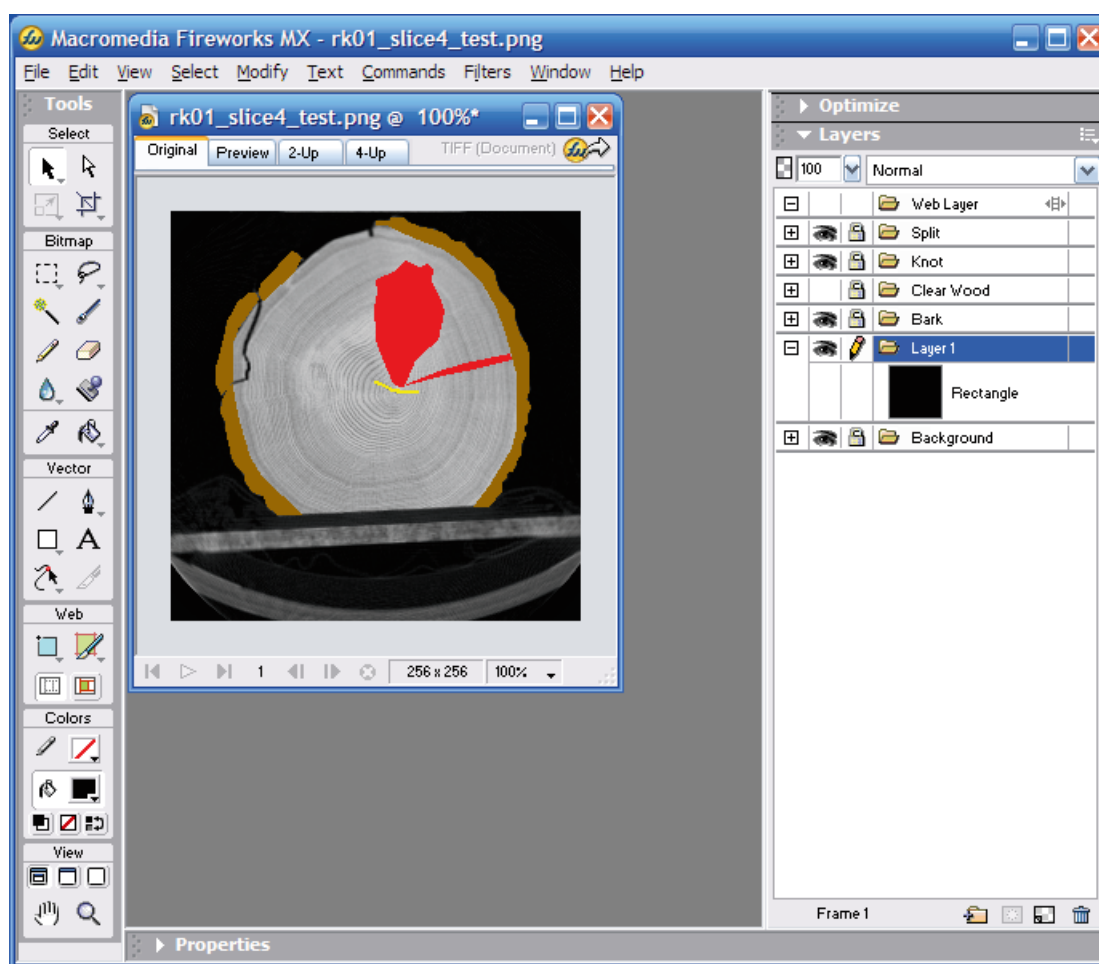 Macromedia Fireworks MX - rk01_slice4_test.png
File Edit View Select Modify Text Commands Filters Window Help
Tools
Select
Bitmap
Vector
A
Web
Colors
View
rk01_slice4_test.png @ 100%*
Original Preview 2-Up 4-Up TIFF (Document)
1 256 x 256 100%
Optimize
Layers
100 Normal
Web Layer
Split
Knot
Clear Wood
Bark
Layer 1
Rectangle
Background
Frame 1
Properties